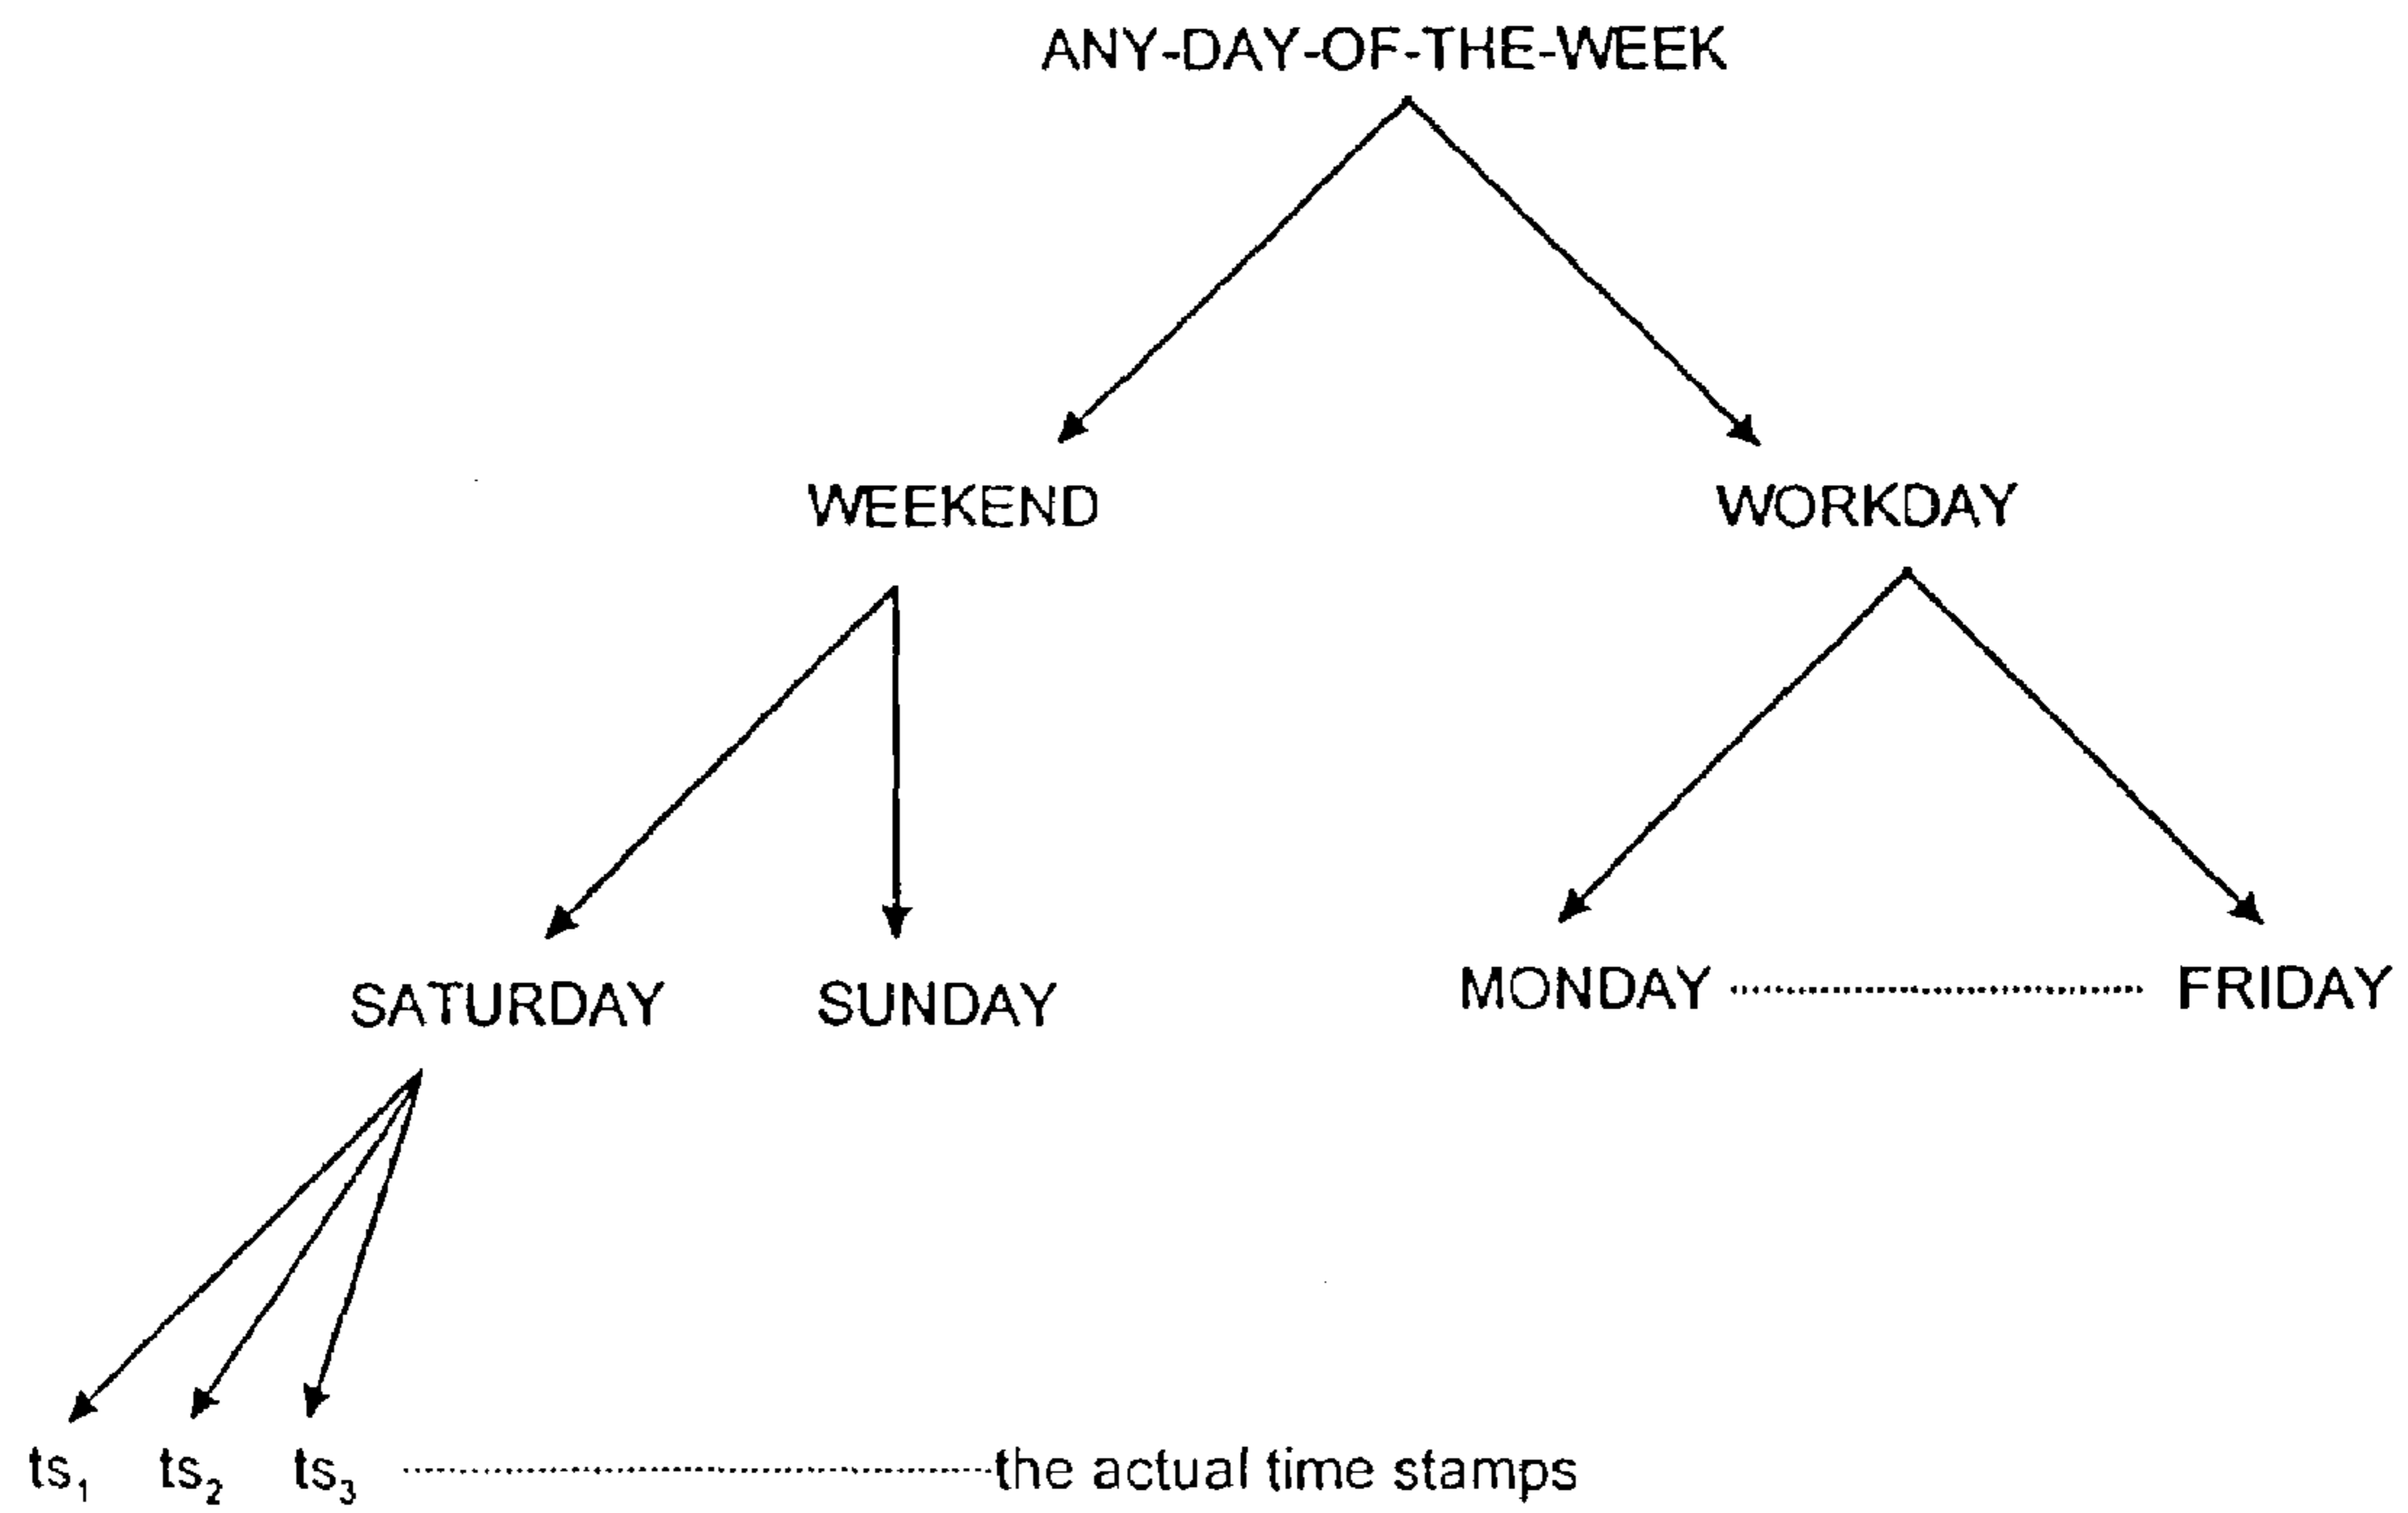 ANY-DAY-OF-THE-WEEK
WEEKEND WORKDAY
SATURDAY SUNDAY MONDAY FRIDAY
ts1 ts2 ts3 the actual time stamps